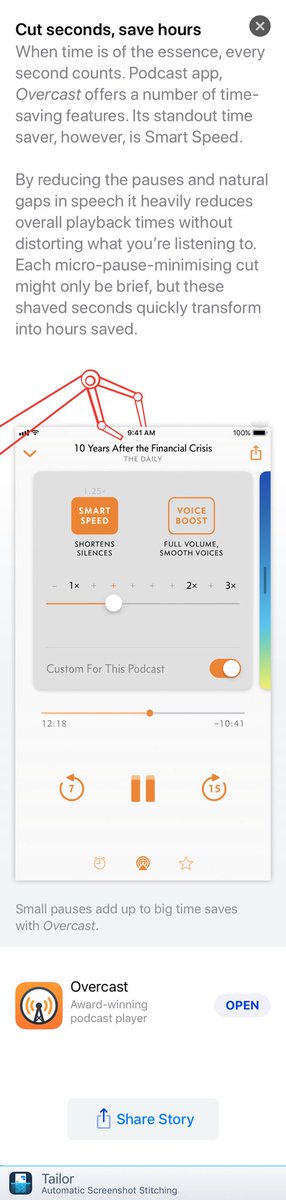 Cut seconds, save hours
When time is of the essence, every
second counts. Podcast app,
Overcast offers a number of time-
saving features. Its standout time
saver, however, is Smart Speed.
By reducing the pauses and natural
gaps in speech it heavily reduces
overall playback times without
distorting what you're listening to.
Each micro-pause-minimising cut
might only be brief, but these
shaved seconds quickly transform
into hours saved.
9:41 AM 100%
10 Years After the Financial Crisis
THE DAILY
1.25×
SMART SPEED
VOICE BOOST
SHORTENS SILENCES
FULL VOLUME, SMOOTH VOICES
– 1× + + + + + 2× + 3×
Custom For This Podcast
12:18 –10:41
7 15
Small pauses add up to big time saves
with Overcast.
Overcast
Award-winning
podcast player
OPEN
Share Story
Tailor
Automatic Screenshot Stitching